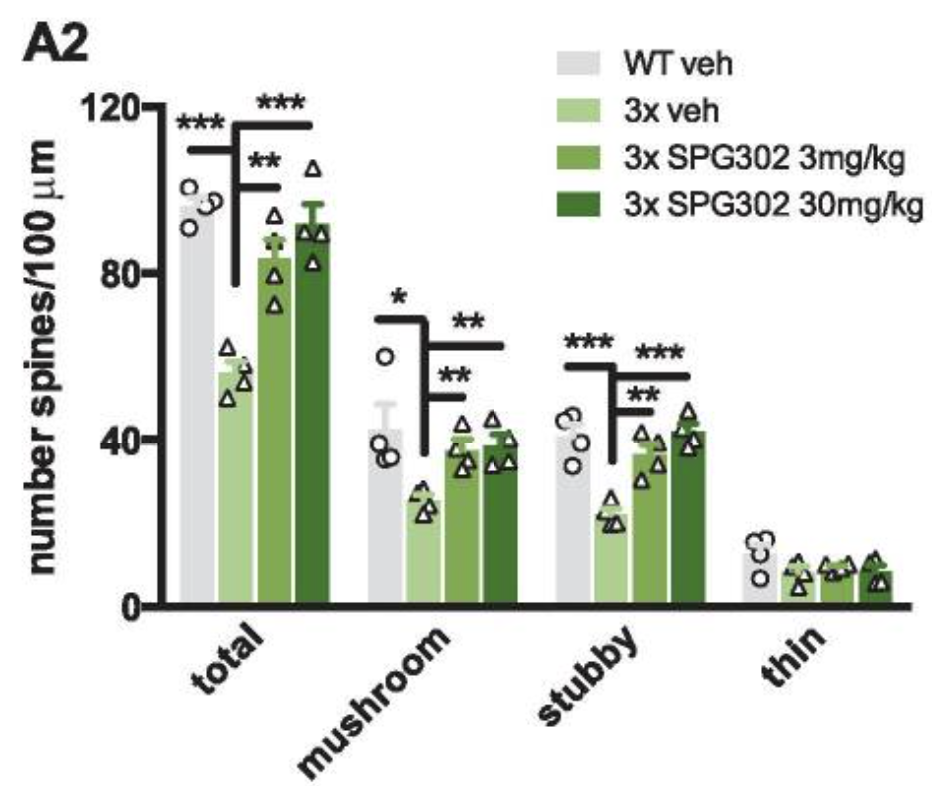 A2
WT veh
3x veh
3x SPG302 3mg/kg
3x SPG302 30mg/kg
number spines/100 μm
120
80
40
0
***
***
**
*
**
**
***
***
**
total
mushroom
stubby
thin